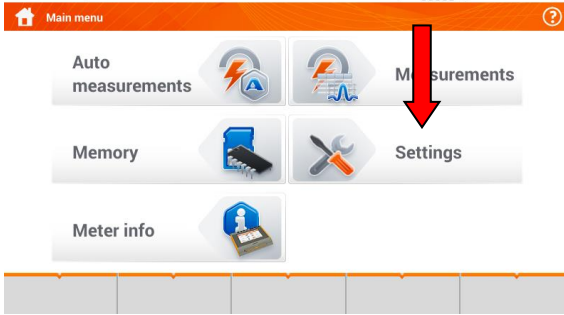 Main menu
Auto
measurements
Measurements
Memory
Settings
Meter info